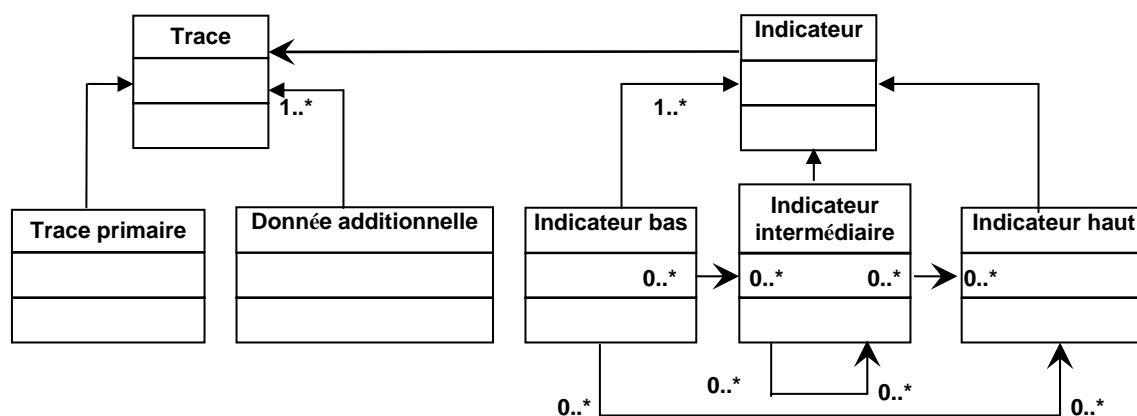 Trace
Indicateur
1..*
1..*
Trace primaire
Donnée additionnelle
Indicateur bas
Indicateur
intermédiaire
Indicateur haut
0..*
0..*
0..*
0..*
0..*
0..*
0..*
0..*